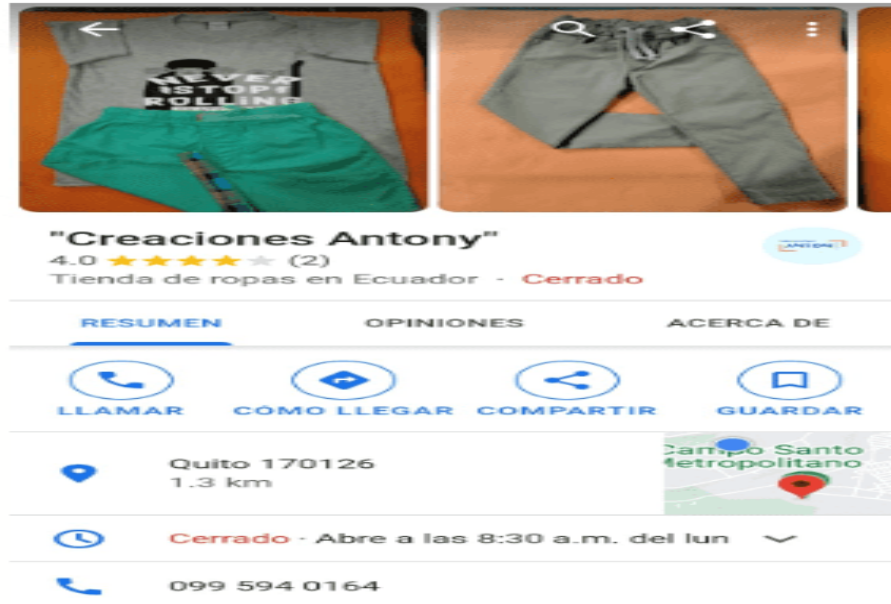 NEVER
STOP
ROLLING
"Creaciones Antony"
4.0 (2)
Tienda de ropas en Ecuador · Cerrado
RESUMEN OPINIONES ACERCA DE
LLAMAR CÓMO LLEGAR COMPARTIR GUARDAR
Quito 170126
1.3 km
Campo Santo
Metropolitano
Cerrado · Abre a las 8:30 a.m. del lun
099 594 0164